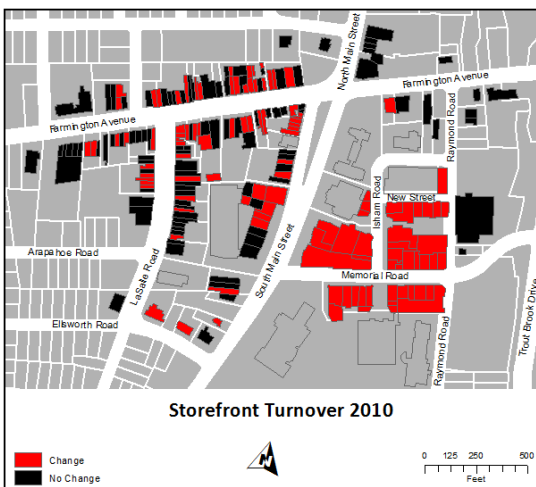 North Main Street
Farmington Avenue
Farmington Avenue
Raymond Road
Isham Road
New Street
Arapahoe Road
LaSalle Road
South Main Street
Memorial Road
Ellsworth Road
Raymond Road
Trout Brook Drive
Storefront Turnover 2010
Change
No Change
N
0 125 250 500
Feet